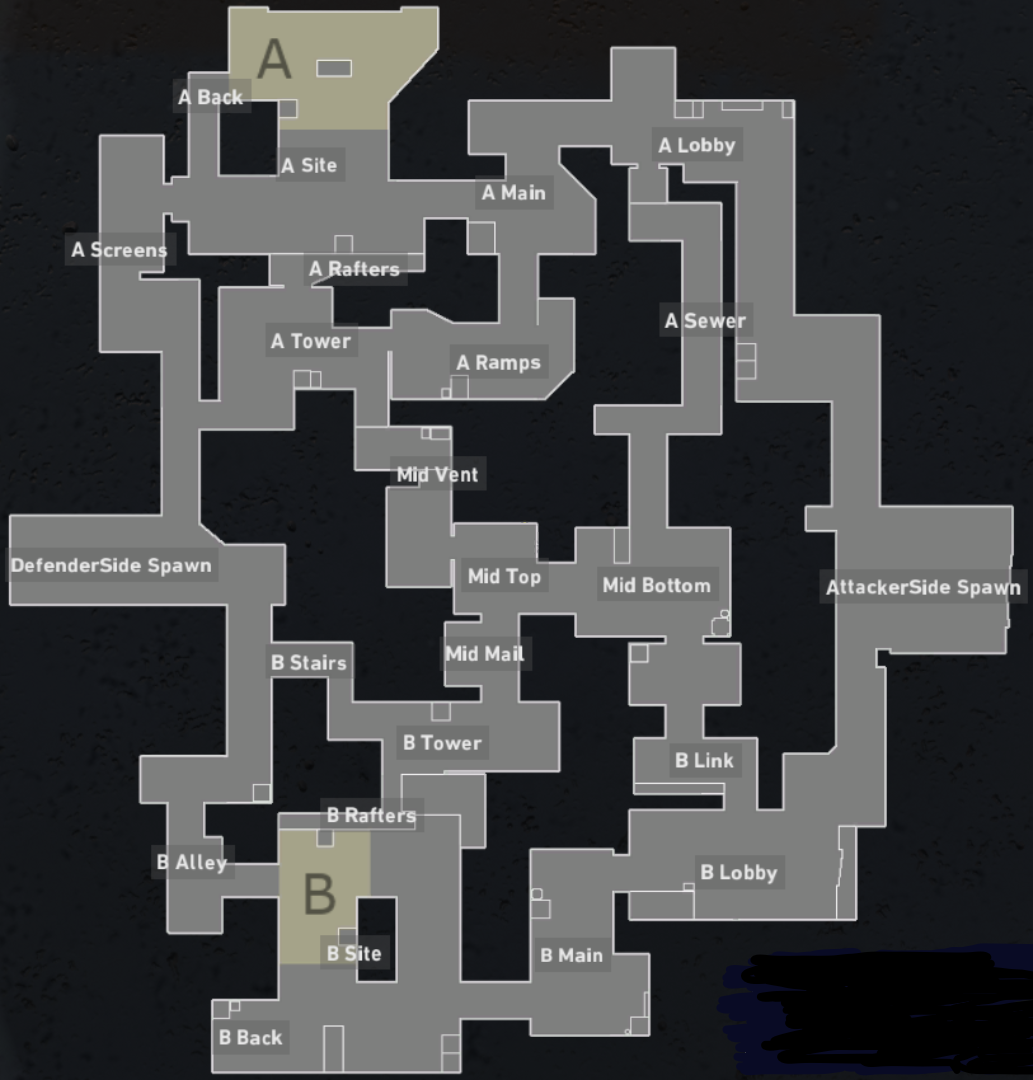 A
A Back
A Lobby
A Site
A Main
A Screens
A Rafters
A Sewer
A Tower
A Ramps
Mid Vent
DefenderSide Spawn
Mid Top
Mid Bottom
AttackerSide Spawn
Mid Mail
B Stairs
B Tower
B Link
B Rafters
B Alley
B Lobby
B
B Site
B Main
B Back